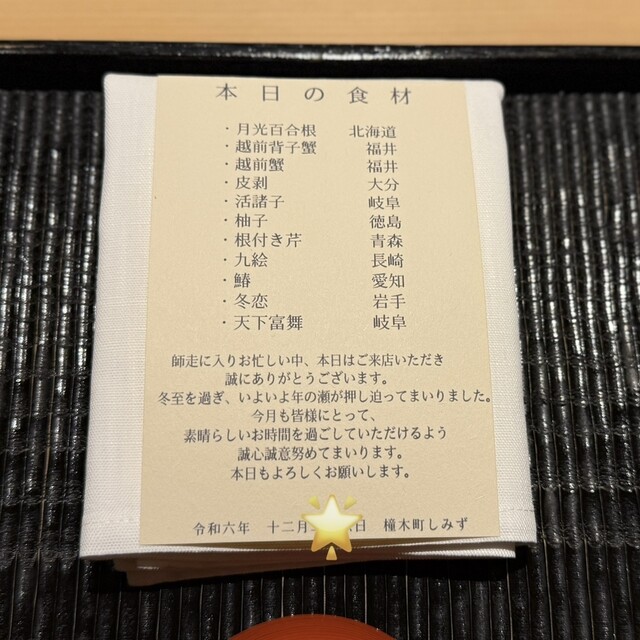 本日の食材
・月光百合根 北海道
・越前背子蟹 福井
・越前蟹 福井
・皮剥 大分
・活諸子 岐阜
・柚子 徳島
・根付き芹 青森
・九絵 長崎
・鰆 愛知
・冬恋 岩手
・天下富舞 岐阜
師走に入りお忙しい中、本日はご来店いただき
誠にありがとうございます。
冬至を過ぎ、いよいよ年の瀬が押し迫ってまいりました。
今月も皆様にとって、
素晴らしいお時間を過ごしていただけるよう
誠心誠意努めてまいります。
本日もよろしくお願いします。
令和六年 十二月 日 橦木町しみず